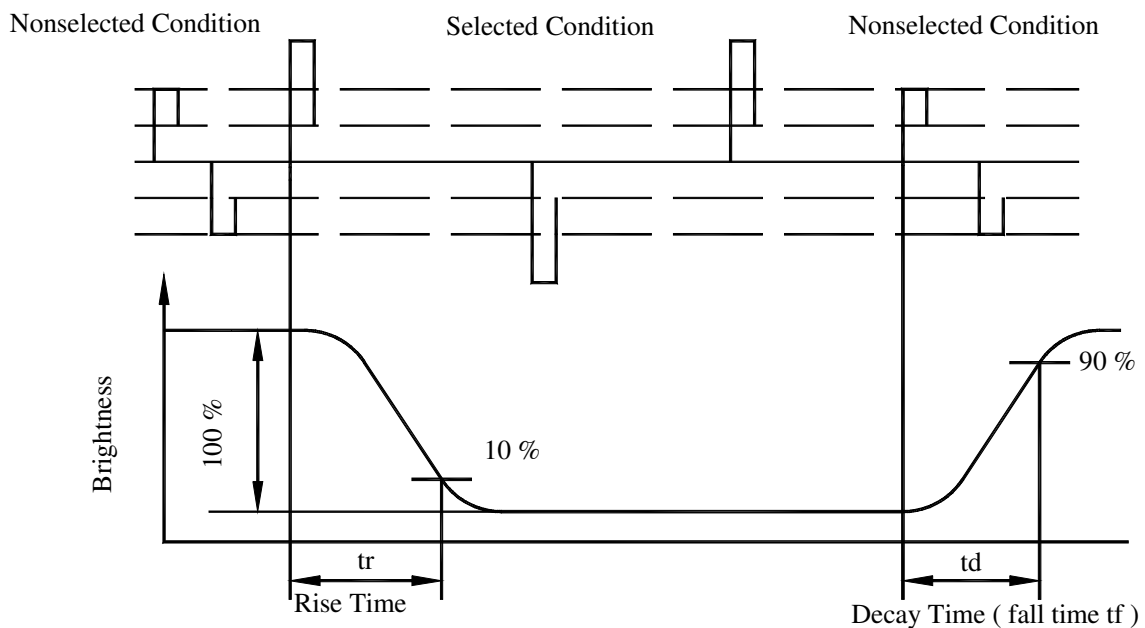 Nonselected Condition
Selected Condition
Nonselected Condition
Brightness
100 %
10 %
90 %
tr
Rise Time
td
Decay Time ( fall time tf )